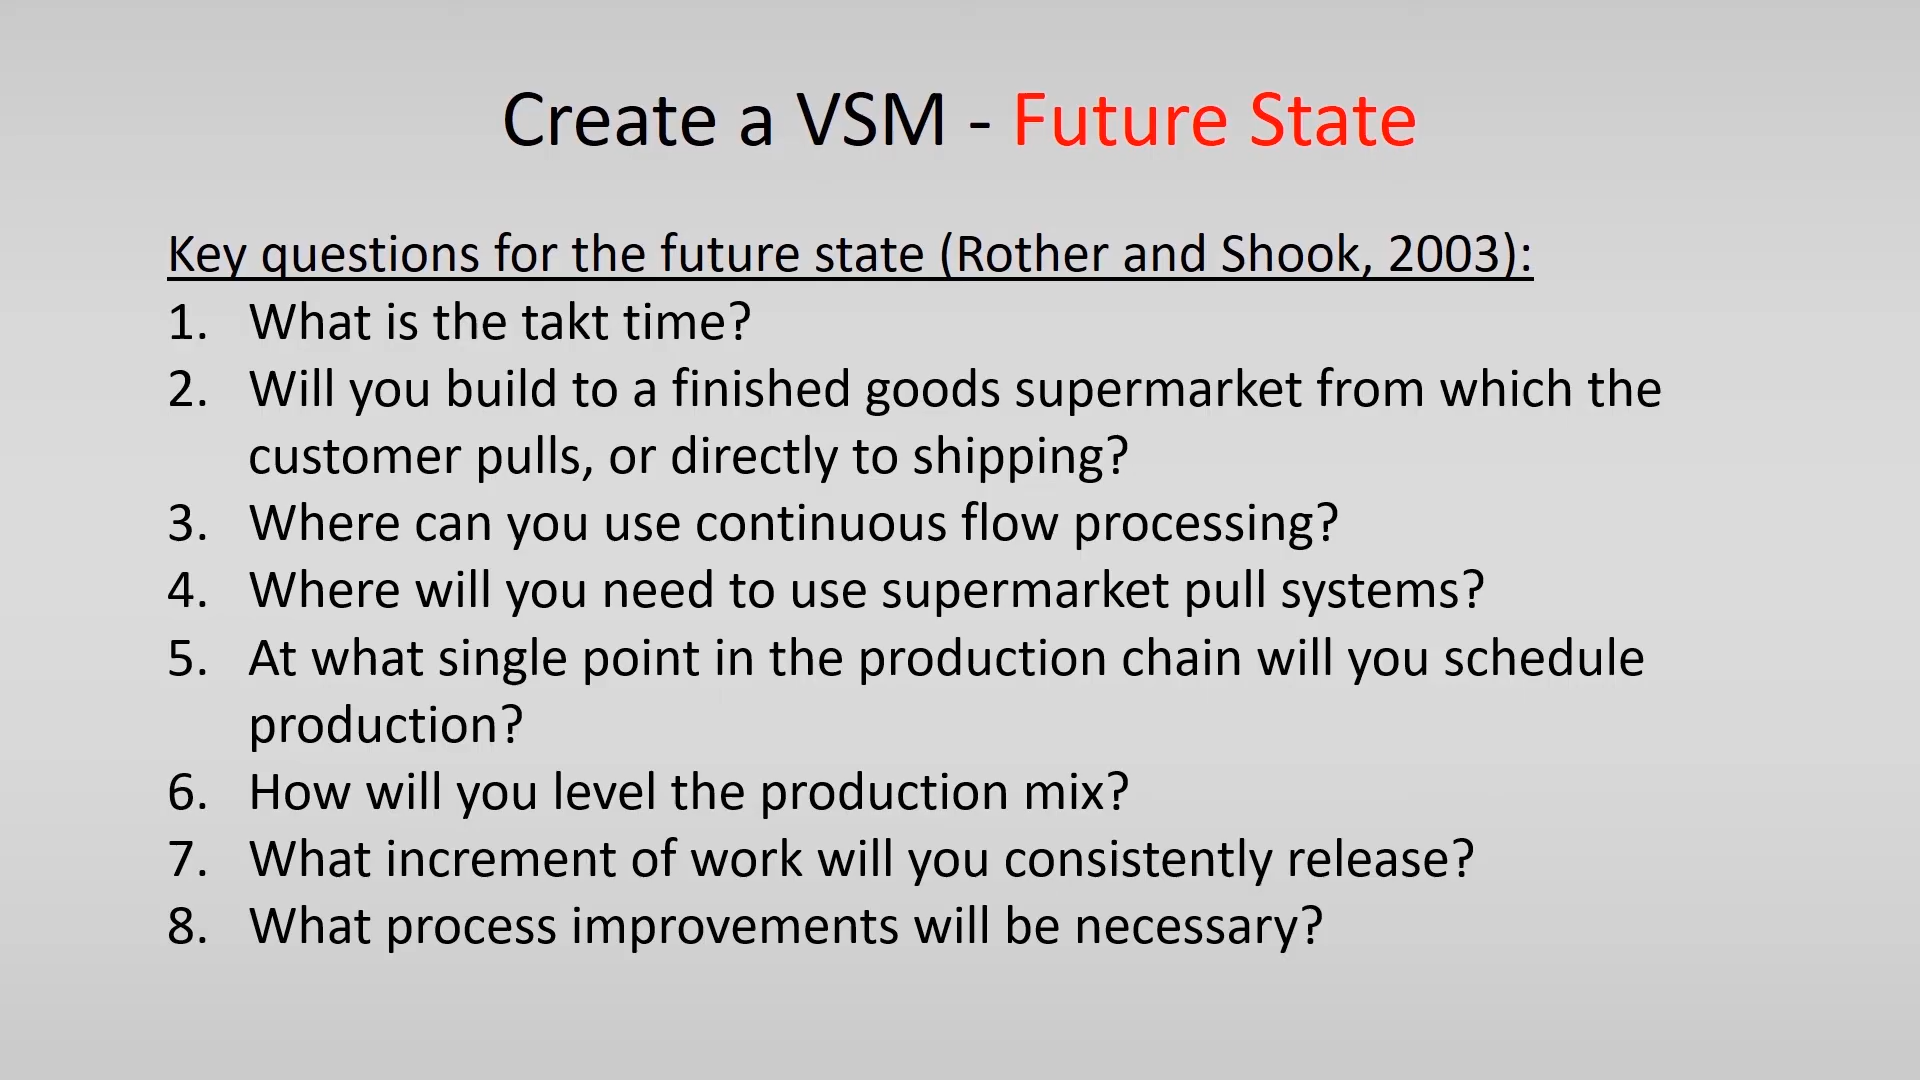 Create a VSM - Future State
Key questions for the future state (Rother and Shook, 2003):
1. What is the takt time?
2. Will you build to a finished goods supermarket from which the
customer pulls, or directly to shipping?
3. Where can you use continuous flow processing?
4. Where will you need to use supermarket pull systems?
5. At what single point in the production chain will you schedule
production?
6. How will you level the production mix?
7. What increment of work will you consistently release?
8. What process improvements will be necessary?